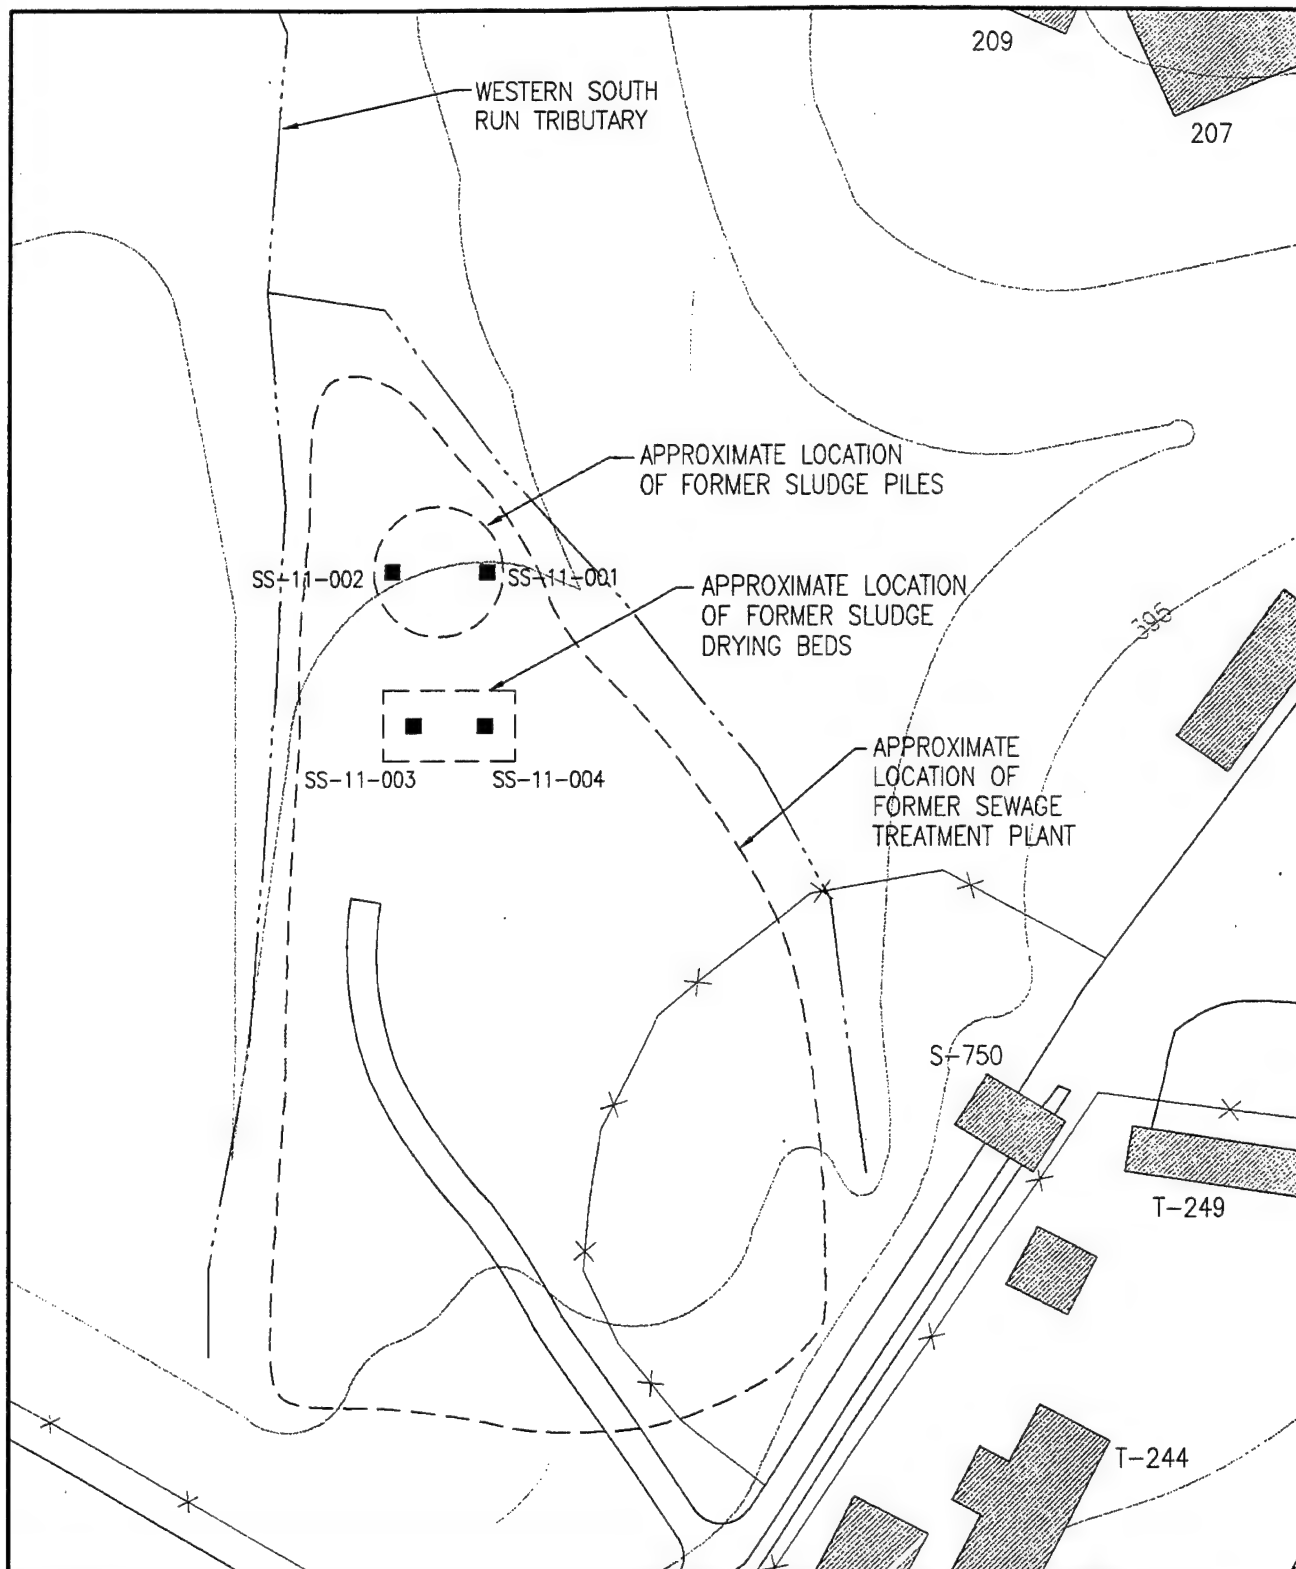 209
WESTERN SOUTH
RUN TRIBUTARY
207
APPROXIMATE LOCATION
OF FORMER SLUDGE PILES
SS-11-002
SS-11-001
APPROXIMATE LOCATION
OF FORMER SLUDGE
DRYING BEDS
395
SS-11-003
SS-11-004
APPROXIMATE
LOCATION OF
FORMER SEWAGE
TREATMENT PLANT
S-750
T-249
T-244